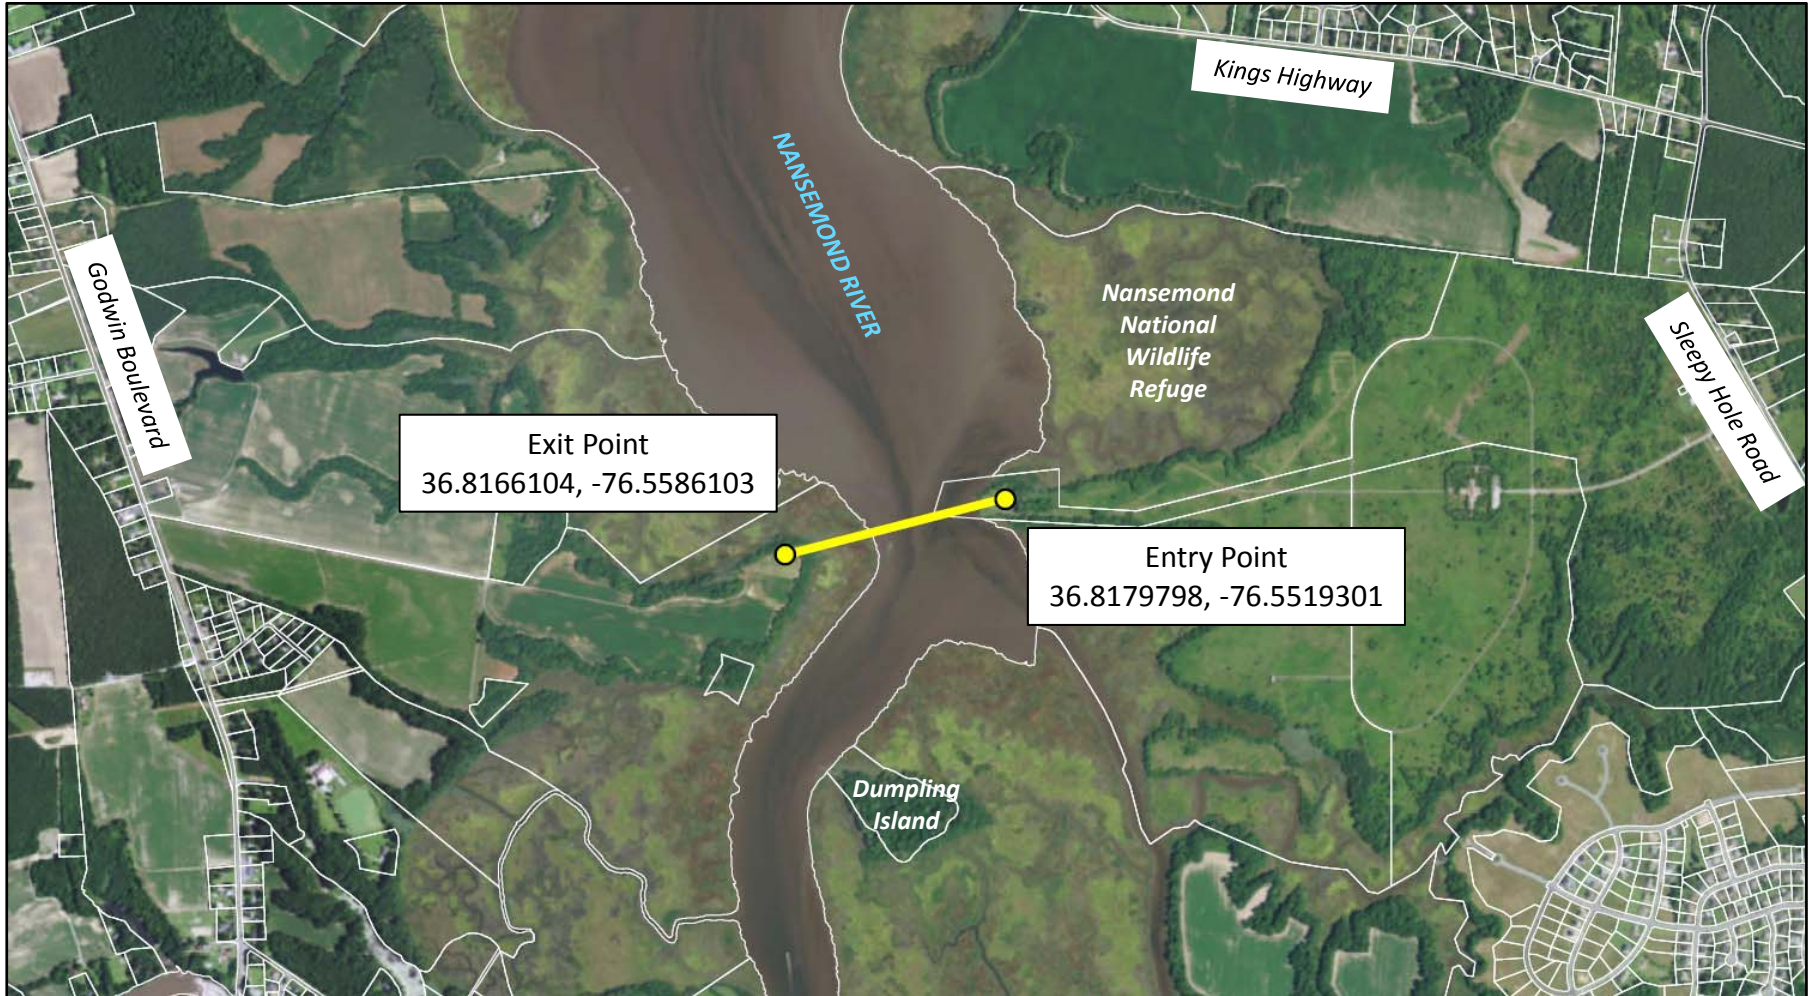 Kings Highway
NANSEMOND RIVER
Godwin Boulevard
Nansemond
National
Wildlife
Refuge
Sleepy Hole Road
Exit Point
36.8166104, -76.5586103
Entry Point
36.8179798, -76.5519301
Dumpling
Island